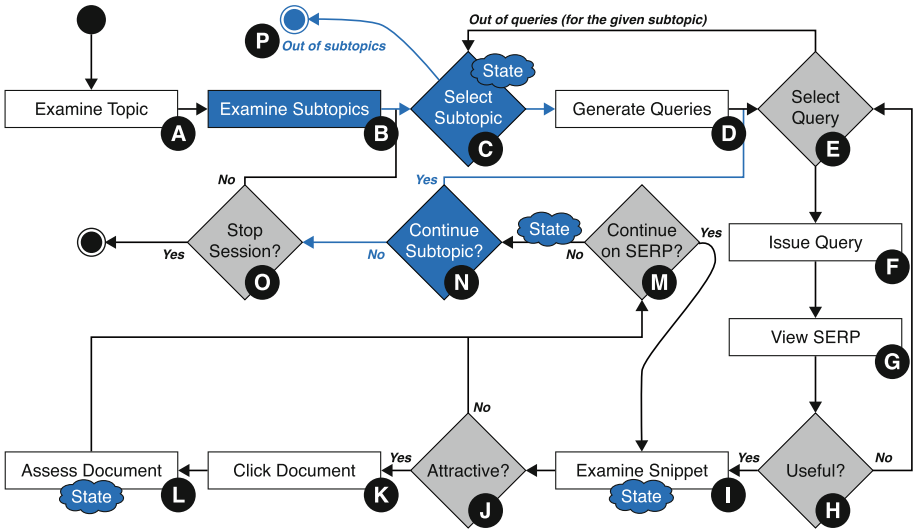 Out of queries (for the given subtopic)
P
Out of subtopics
State
Examine Topic
A
Examine Subtopics
B
Select
Subtopic
C
Generate Queries
D
Select
Query
E
No
Yes
Stop
Session?
O
Yes
Continue
Subtopic?
N
No
State
Continue
on SERP?
M
No
Yes
Issue Query
F
View SERP
G
No
Assess Document
State
L
Click Document
K
Yes
Attractive?
J
Examine Snippet
State
I
Yes
Useful?
H
No